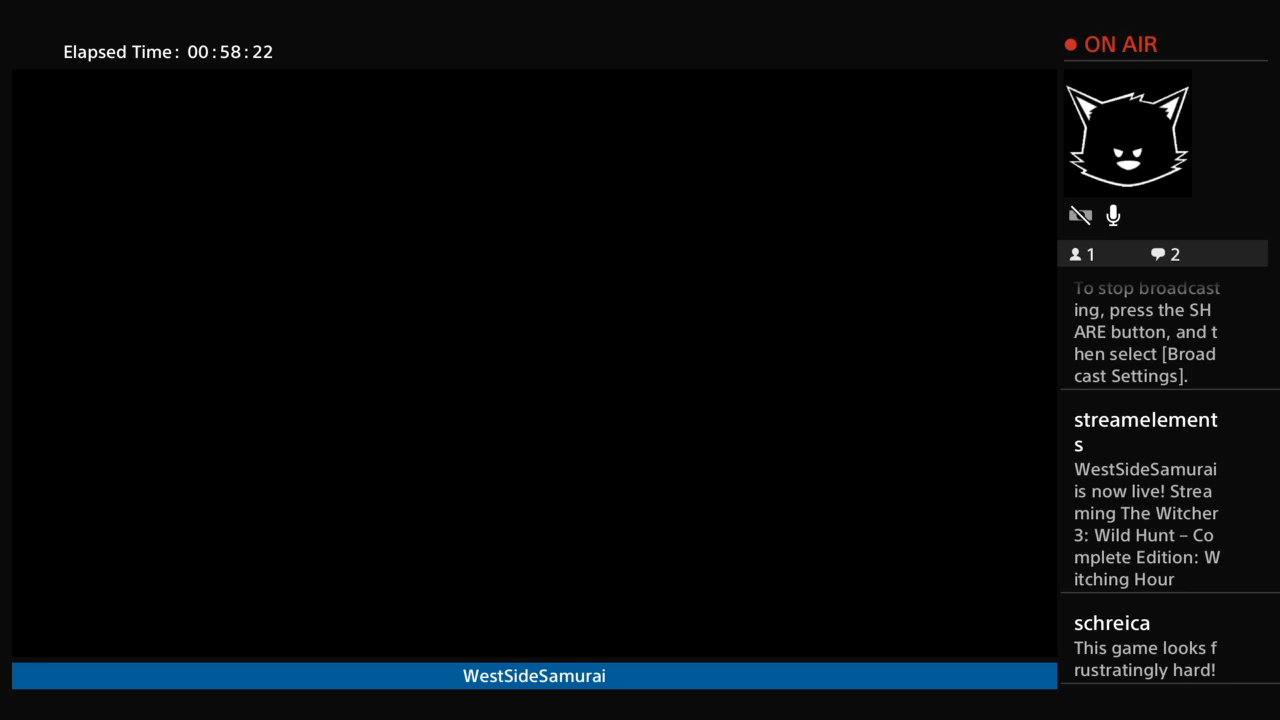 Elapsed Time: 00:58:22
ON AIR
1
2
To stop broadcast
ing, press the SH
ARE button, and t
hen select [Broad
cast Settings].
streamelement
s
WestSideSamurai
is now live! Strea
ming The Witcher
3: Wild Hunt – Co
mplete Edition: W
itching Hour
schreica
This game looks f
rustratingly hard!
WestSideSamurai